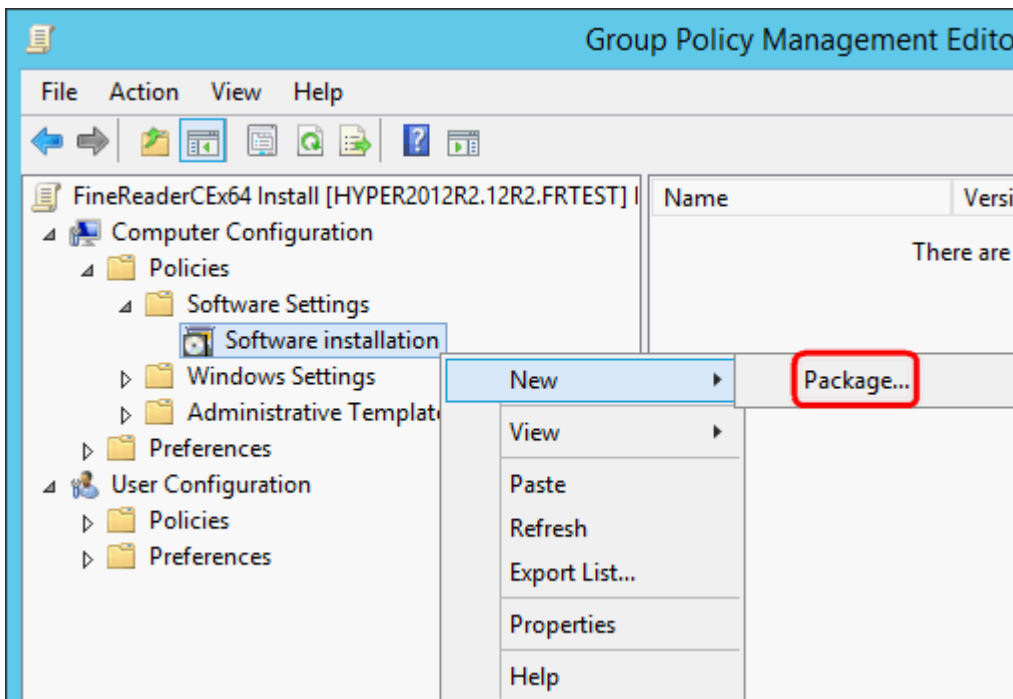 Group Policy Management Edito
File Action View Help
FineReaderCEx64 Install [HYPER2012R2.12R2.FRTEST]
Name Versi
Computer Configuration
There are
Policies
Software Settings
Software installation
Windows Settings
New
Package...
Administrative Templat
View
Preferences
User Configuration
Paste
Policies
Refresh
Preferences
Export List...
Properties
Help